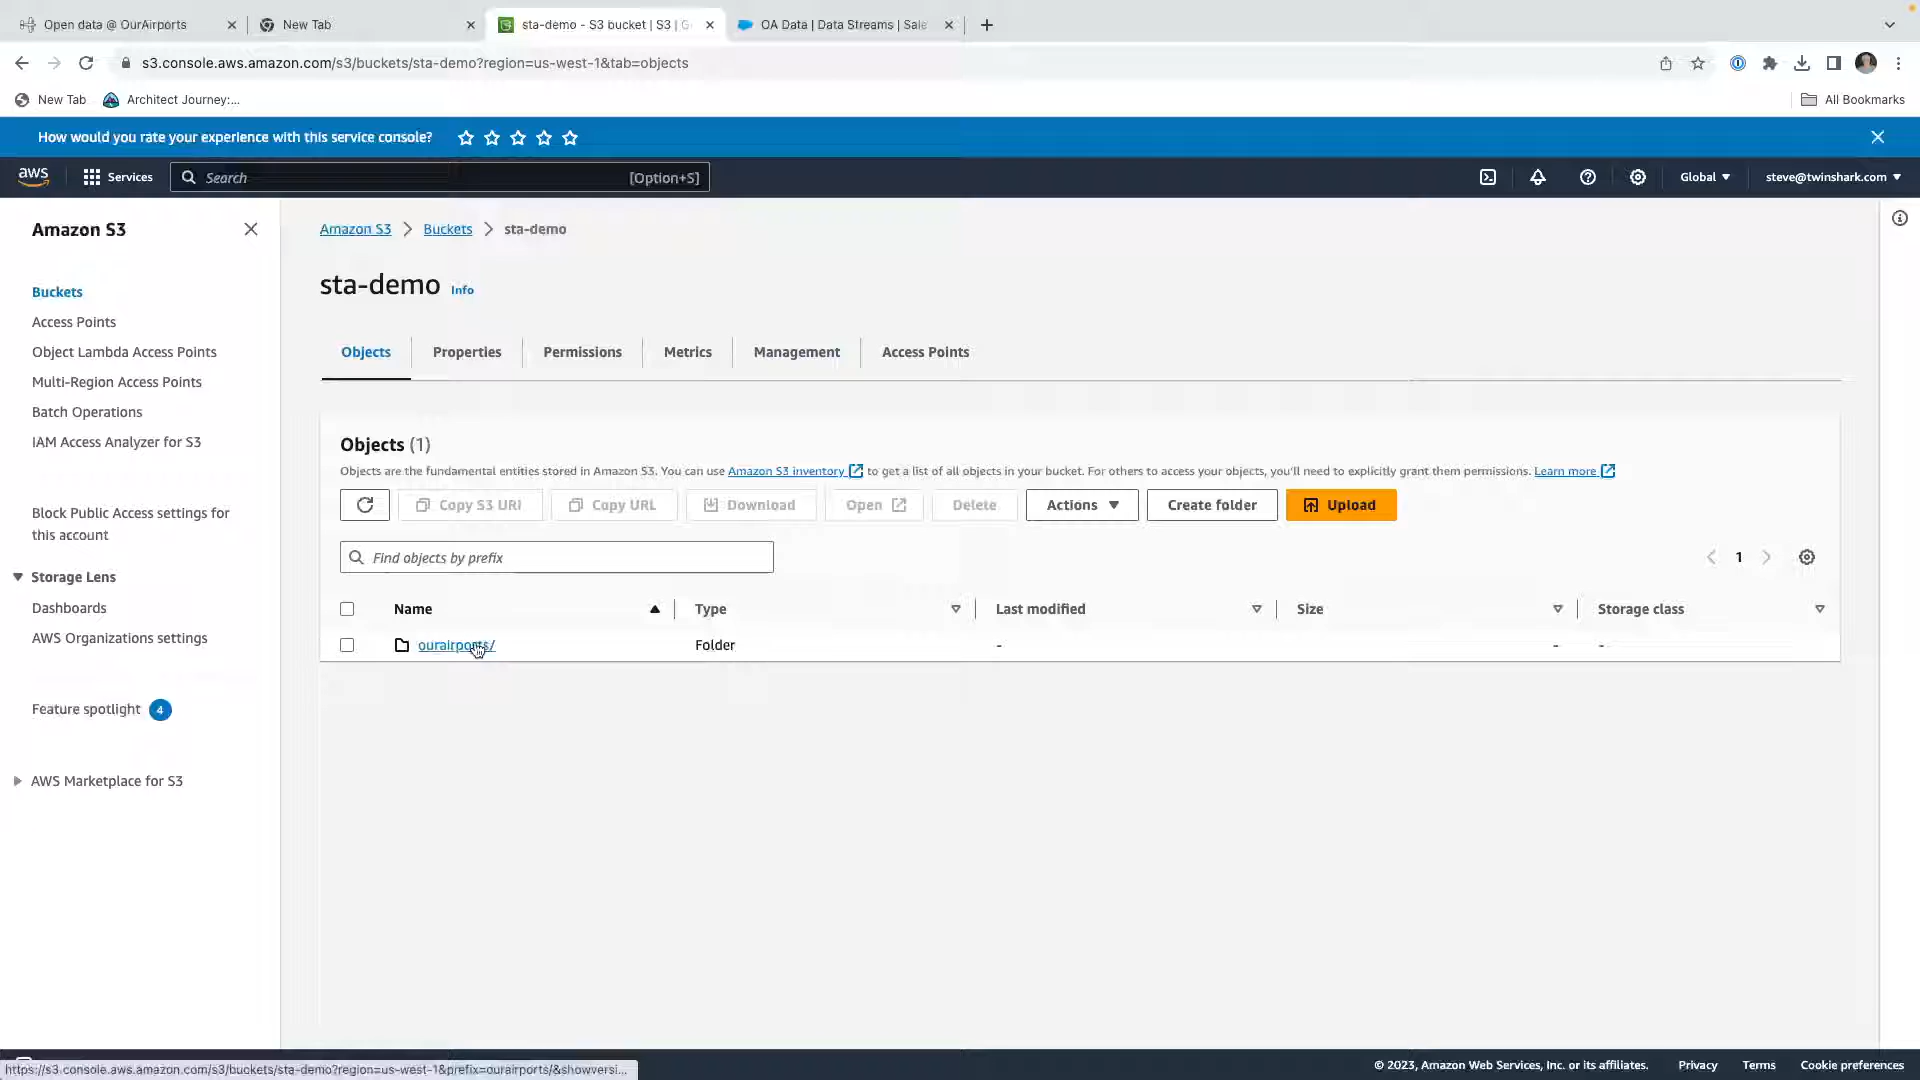 Open data @ OurAirports
New Tab
sta-demo - S3 bucket | S3 | G
OA Data | Data Streams | Sale
s3.console.aws.amazon.com/s3/buckets/sta-demo?region=us-west-1&tab=objects
New Tab
Architect Journey:...
All Bookmarks
How would you rate your experience with this service console?
aws
Services
Search
[Option+S]
Global
steve@twinshark.com
Amazon S3
Buckets
Access Points
Object Lambda Access Points
Multi-Region Access Points
Batch Operations
IAM Access Analyzer for S3
Block Public Access settings for
this account
Storage Lens
Dashboards
AWS Organizations settings
Feature spotlight 4
AWS Marketplace for S3
Amazon S3 > Buckets > sta-demo
sta-demo Info
Objects
Properties
Permissions
Metrics
Management
Access Points
Objects (1)
Objects are the fundamental entities stored in Amazon S3. You can use Amazon S3 inventory to get a list of all objects in your bucket. For others to access your objects, you'll need to explicitly grant them permissions. Learn more
Copy S3 URI
Copy URL
Download
Open
Delete
Actions
Create folder
Upload
Find objects by prefix
1
Name
Type
Last modified
Size
Storage class
ourairports/
Folder
-
-
-
https://s3.console.aws.amazon.com/s3/buckets/sta-demo?region=us-west-1&prefix=ourairports/&showversi...
© 2023, Amazon Web Services, Inc. or its affiliates.
Privacy
Terms
Cookie preferences